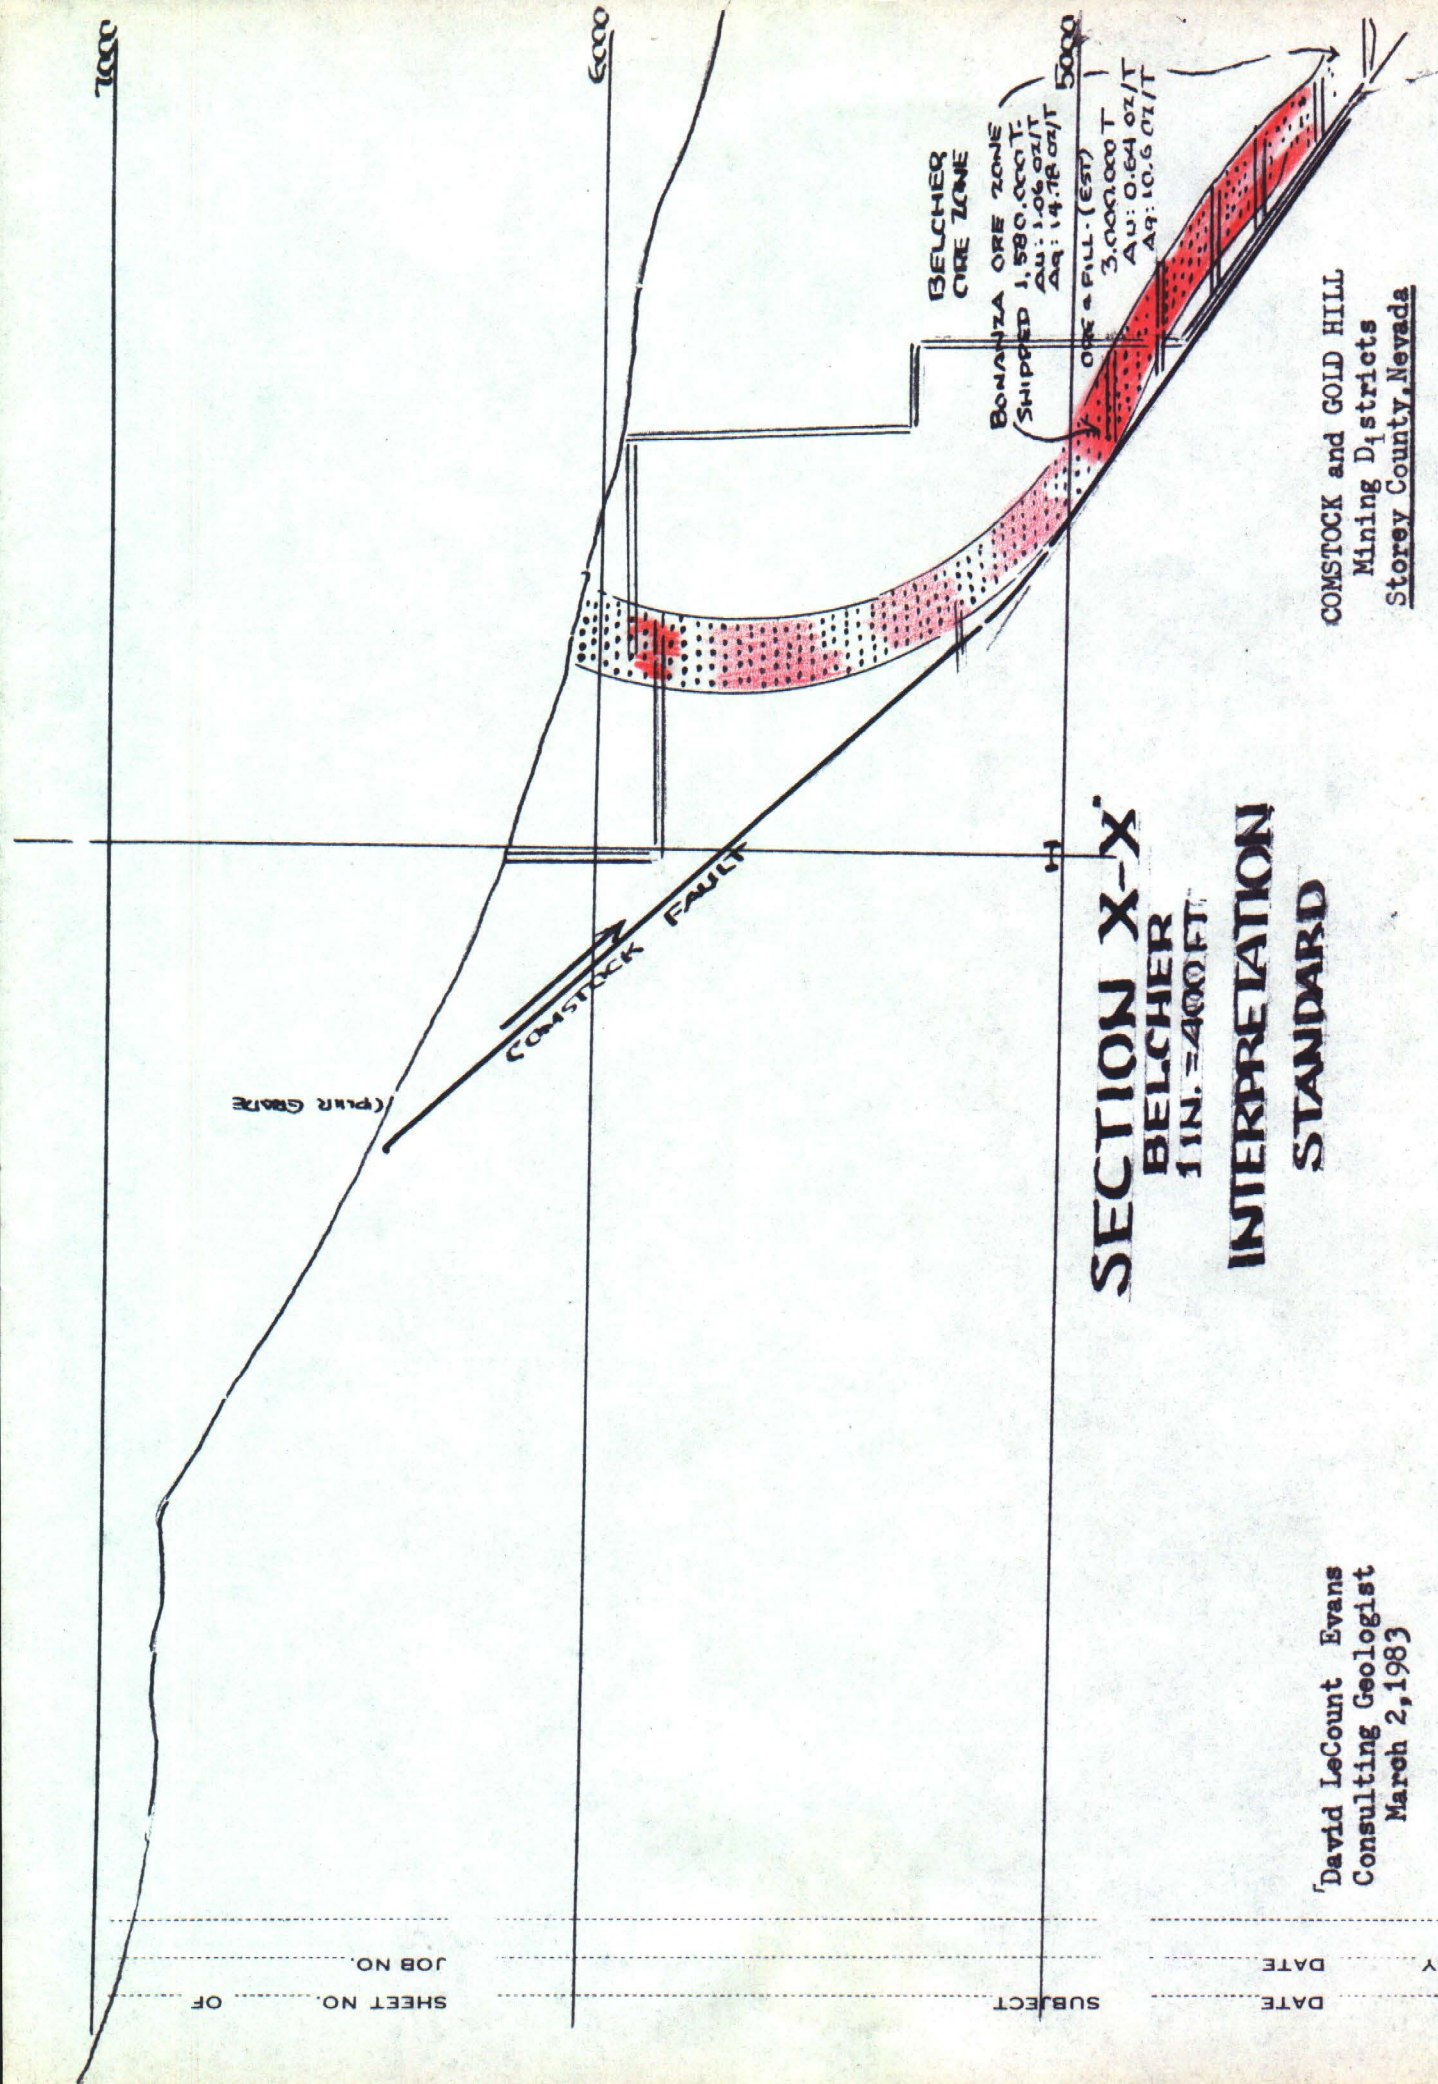 7000
6000
5000
BELCHER
ORE ZONE
BONANZA ORE ZONE
SHIPPED 1,580,000 T.
Au: 1.06 OZ/T
Ag: 14.78 OZ/T
ORE & FILL (EST)
3,000,000 T
Au: 0.64 OZ/T
Ag: 10.6 OZ/T
COMSTOCK FAULT
GRADE
H
SECTION X-X"
BELCHER
1 IN. = 400 FT.
INTERPRETATION
STANDARD
COMSTOCK and GOLD HILL
Mining Districts
Storey County, Nevada
David LeCount Evans
Consulting Geologist
March 2, 1983
SUBJECT
SHEET NO. OF
JOB NO.
DATE
DATE
Y